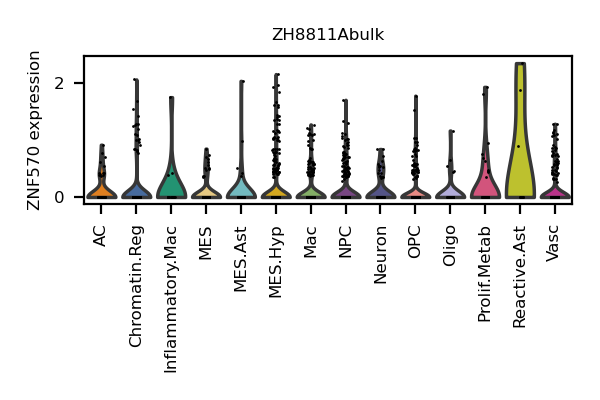 ZH8811Abulk
ZNF570 expression
2
0
AC
Chromatin.Reg
Inflammatory.Mac
MES
MES.Ast
MES.Hyp
Mac
NPC
Neuron
OPC
Oligo
Prolif.Metab
Reactive.Ast
Vasc